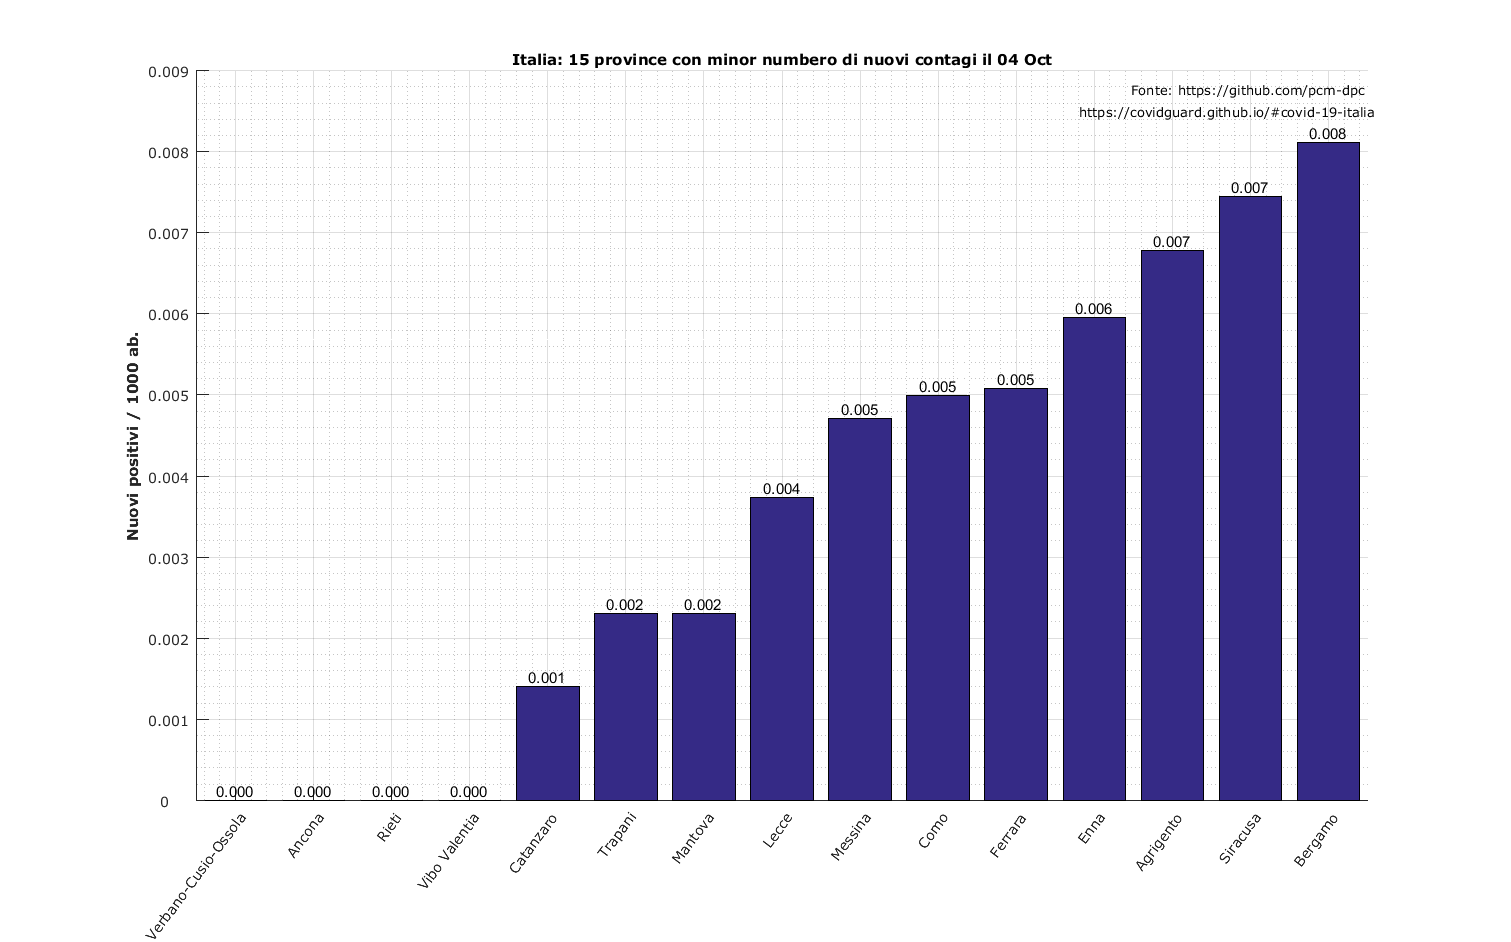 Italia: 15 province con minor numbero di nuovi contagi il 04 Oct
Fonte: https://github.com/pcm-dpc
https://covidguard.github.io/#covid-19-italia
Nuovi positivi / 1000 ab.
0.009
0.008
0.007
0.006
0.005
0.004
0.003
0.002
0.001
0
0.000
0.000
0.000
0.000
0.001
0.002
0.002
0.004
0.005
0.005
0.005
0.006
0.007
0.007
0.008
Verbano-Cusio-Ossola
Ancona
Rieti
Vibo Valentia
Catanzaro
Trapani
Mantova
Lecce
Messina
Como
Ferrara
Enna
Agrigento
Siracusa
Bergamo